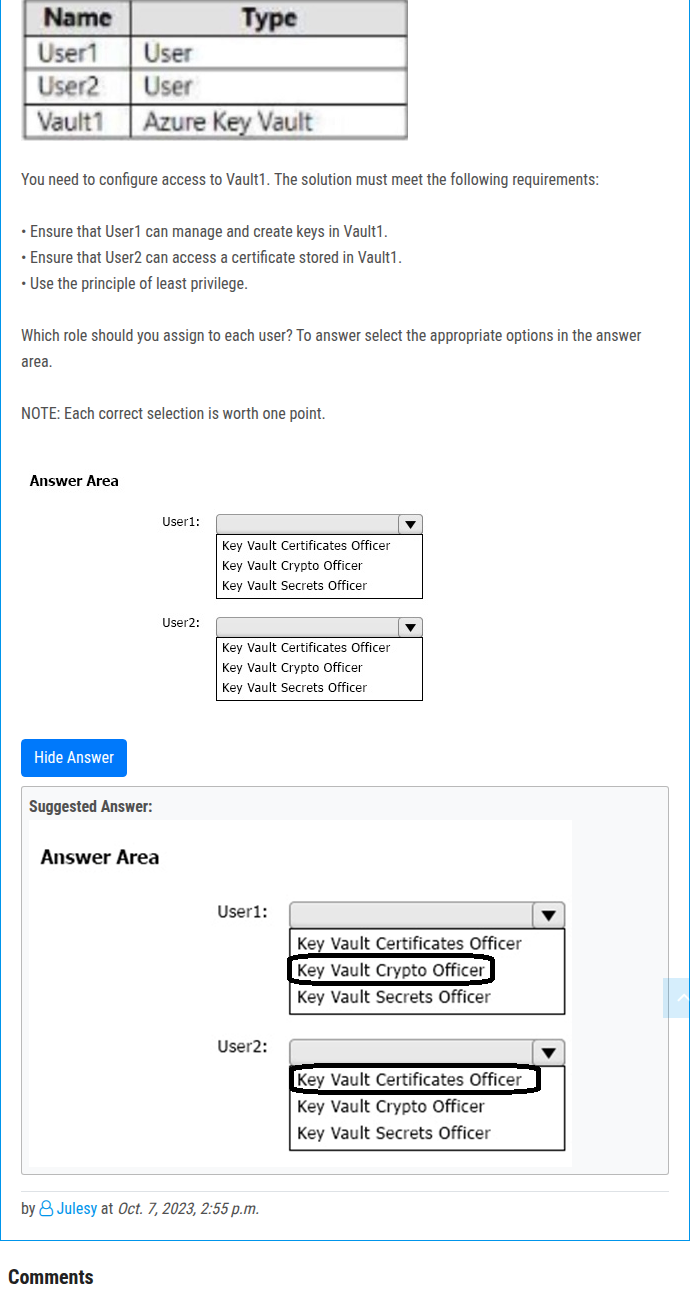 Name Type
User1 User
User2 User
Vault1 Azure Key Vault
You need to configure access to Vault1. The solution must meet the following requirements:
• Ensure that User1 can manage and create keys in Vault1.
• Ensure that User2 can access a certificate stored in Vault1.
• Use the principle of least privilege.
Which role should you assign to each user? To answer select the appropriate options in the answer
area.
NOTE: Each correct selection is worth one point.
Answer Area
User1:
Key Vault Certificates Officer
Key Vault Crypto Officer
Key Vault Secrets Officer
User2:
Key Vault Certificates Officer
Key Vault Crypto Officer
Key Vault Secrets Officer
Hide Answer
Suggested Answer:
Answer Area
User1:
Key Vault Certificates Officer
Key Vault Crypto Officer
Key Vault Secrets Officer
User2:
Key Vault Certificates Officer
Key Vault Crypto Officer
Key Vault Secrets Officer
by Julesy at Oct. 7, 2023, 2:55 p.m.
Comments